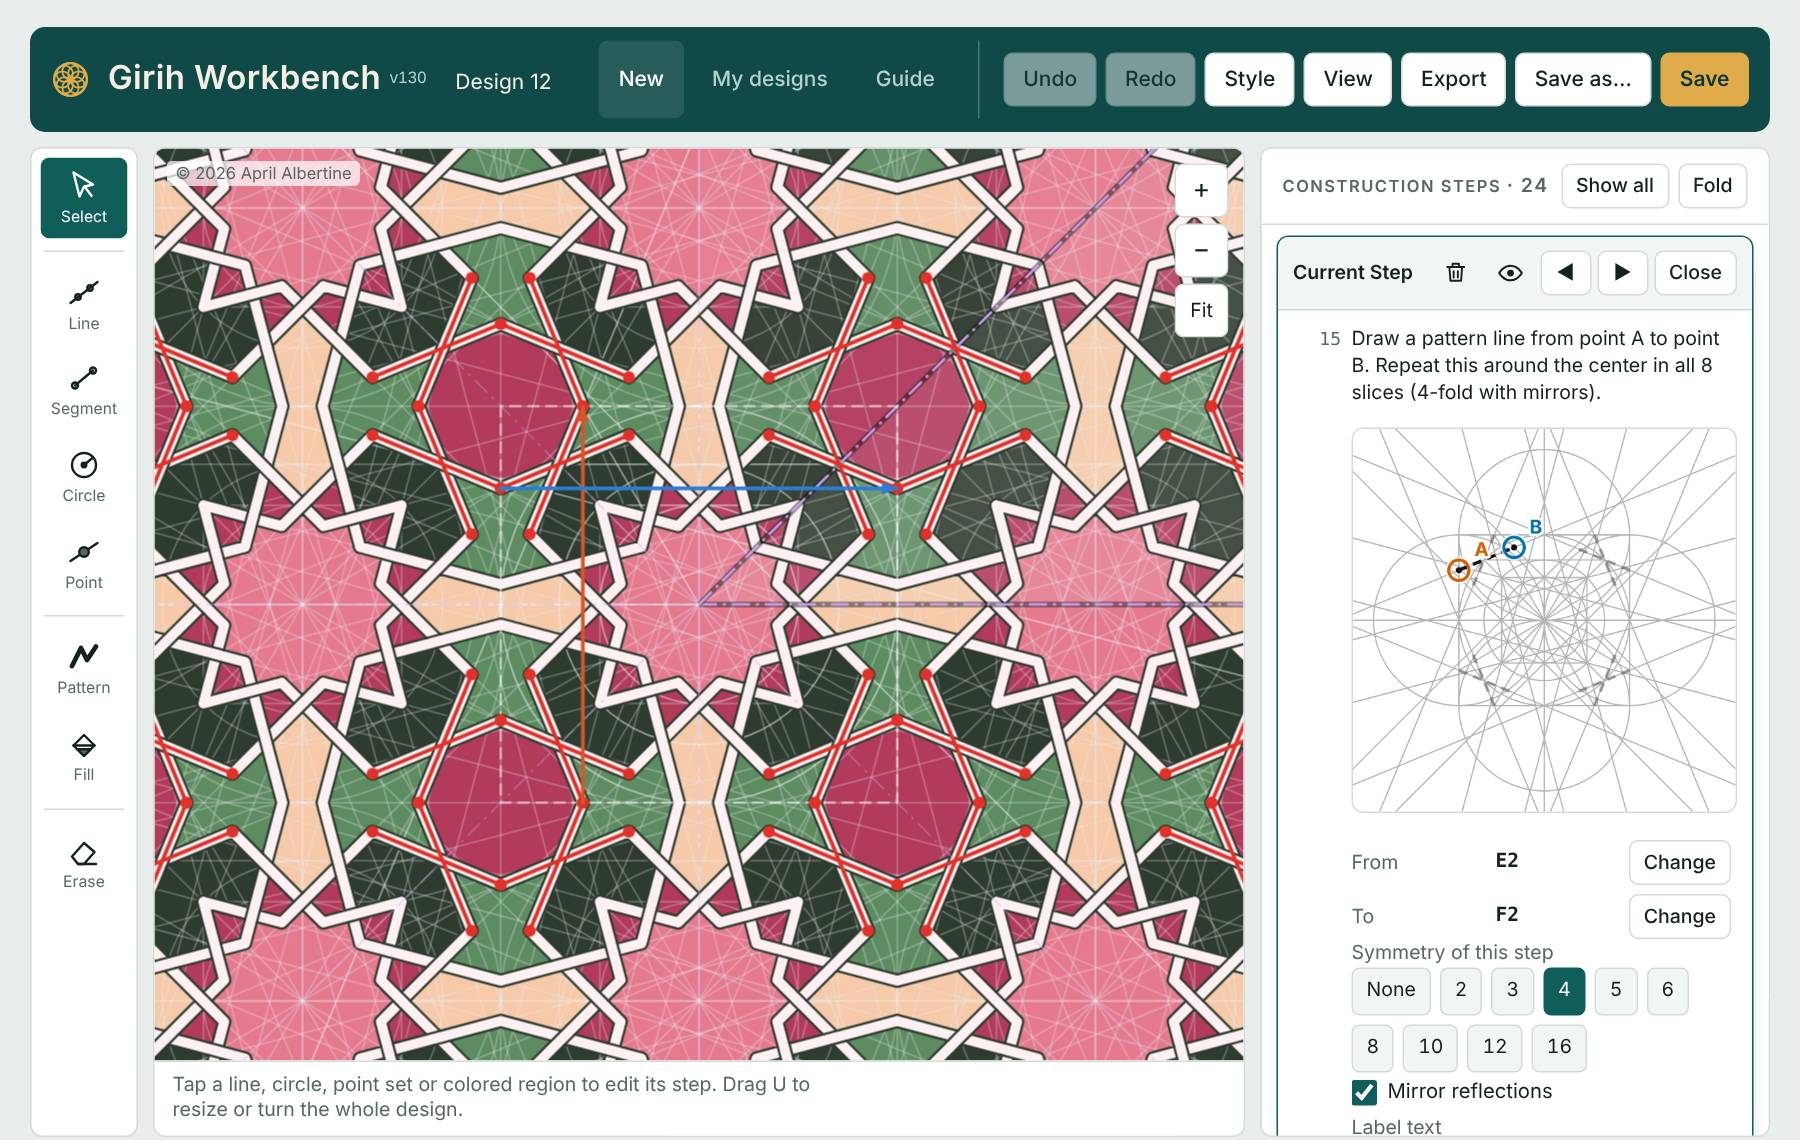 Girih Workbench v130 Design 12 New My designs Guide Undo Redo Style View Export Save as... Save
Select
Line
Segment
Circle
Point
Pattern
Fill
Erase
© 2026 April Albertine
+
−
Fit
Tap a line, circle, point set or colored region to edit its step. Drag U to
resize or turn the whole design.
CONSTRUCTION STEPS · 24 Show all Fold
Current Step Close
15 Draw a pattern line from point A to point
B. Repeat this around the center in all 8
slices (4-fold with mirrors).
B
A
From E2 Change
To F2 Change
Symmetry of this step
None 2 3 4 5 6
8 10 12 16
Mirror reflections
Label text